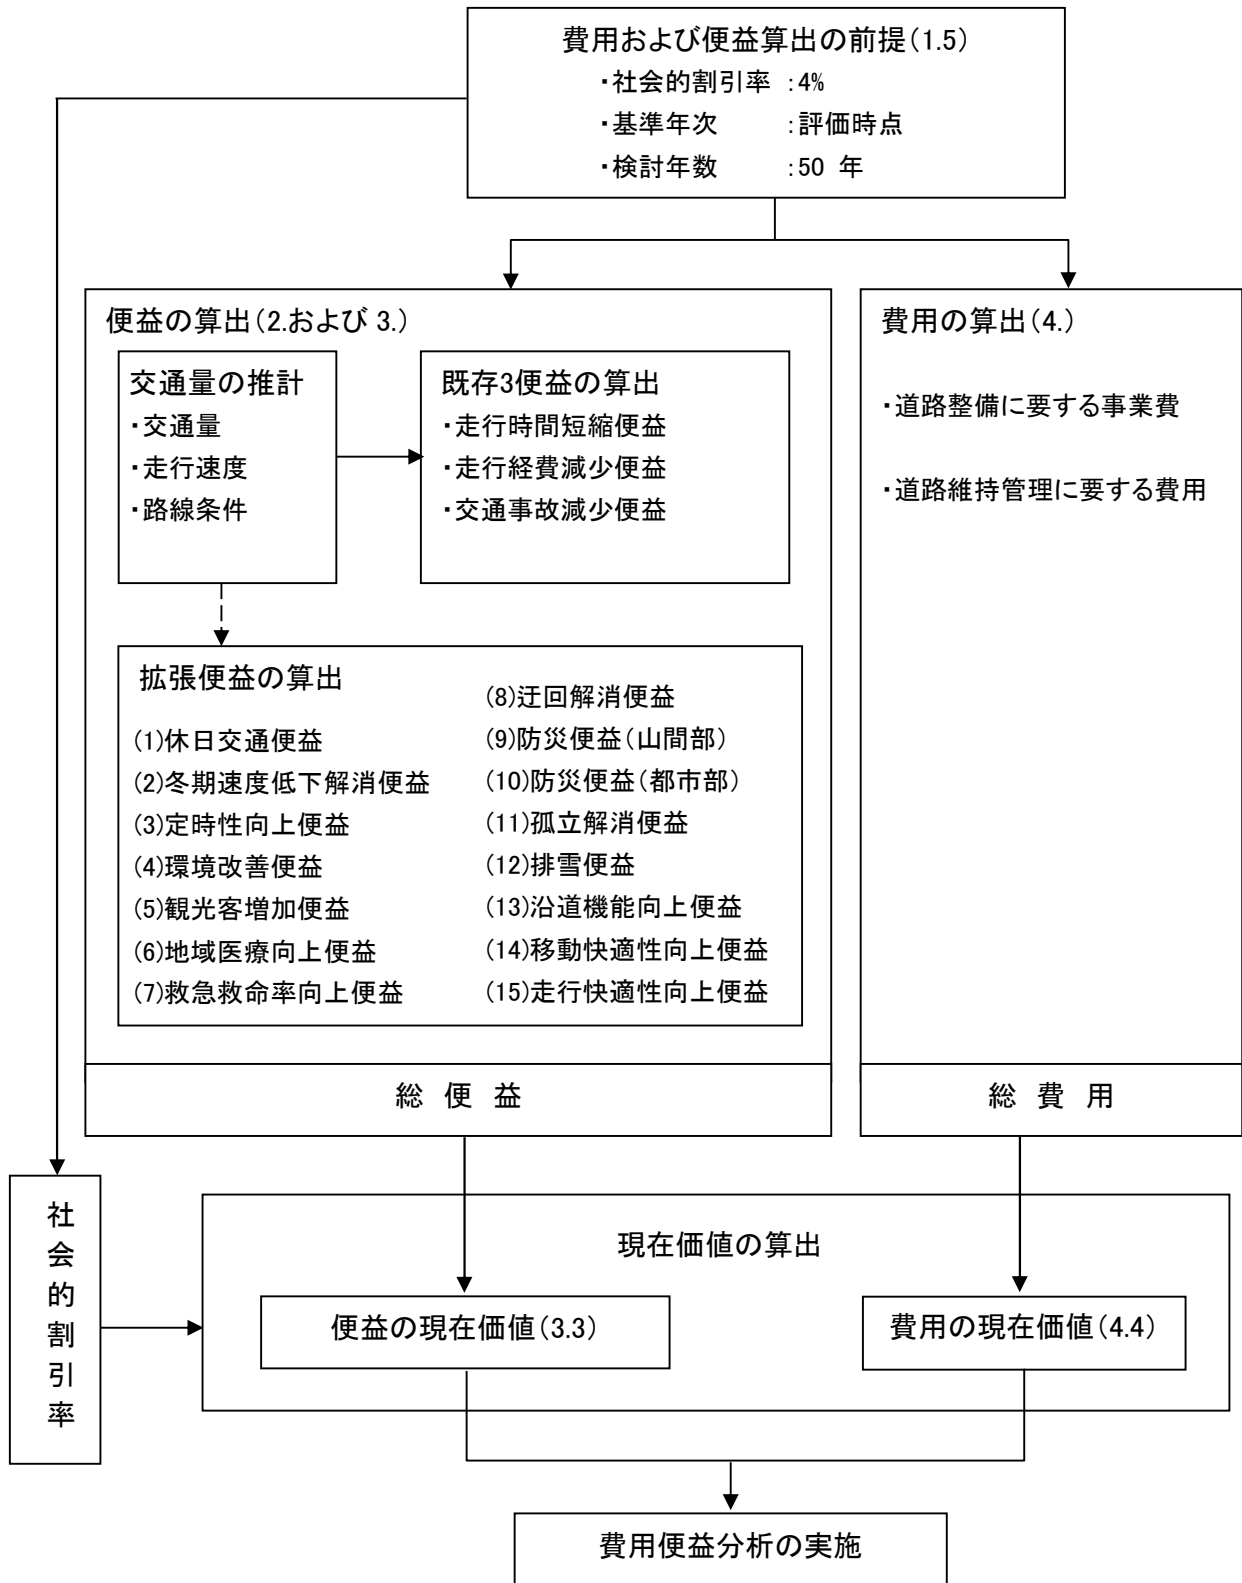 費用および便益算出の前提(1.5)
・社会的割引率 :4%
・基準年次 :評価時点
・検討年数 :50 年
便益の算出(2.および 3.)
交通量の推計
・交通量
・走行速度
・路線条件
既存3便益の算出
・走行時間短縮便益
・走行経費減少便益
・交通事故減少便益
拡張便益の算出
(1)休日交通便益
(2)冬期速度低下解消便益
(3)定時性向上便益
(4)環境改善便益
(5)観光客増加便益
(6)地域医療向上便益
(7)救急救命率向上便益
(8)迂回解消便益
(9)防災便益(山間部)
(10)防災便益(都市部)
(11)孤立解消便益
(12)排雪便益
(13)沿道機能向上便益
(14)移動快適性向上便益
(15)走行快適性向上便益
総 便 益
費用の算出(4.)
・道路整備に要する事業費
・道路維持管理に要する費用
総 費 用
社会的割引率
現在価値の算出
便益の現在価値(3.3)
費用の現在価値(4.4)
費用便益分析の実施